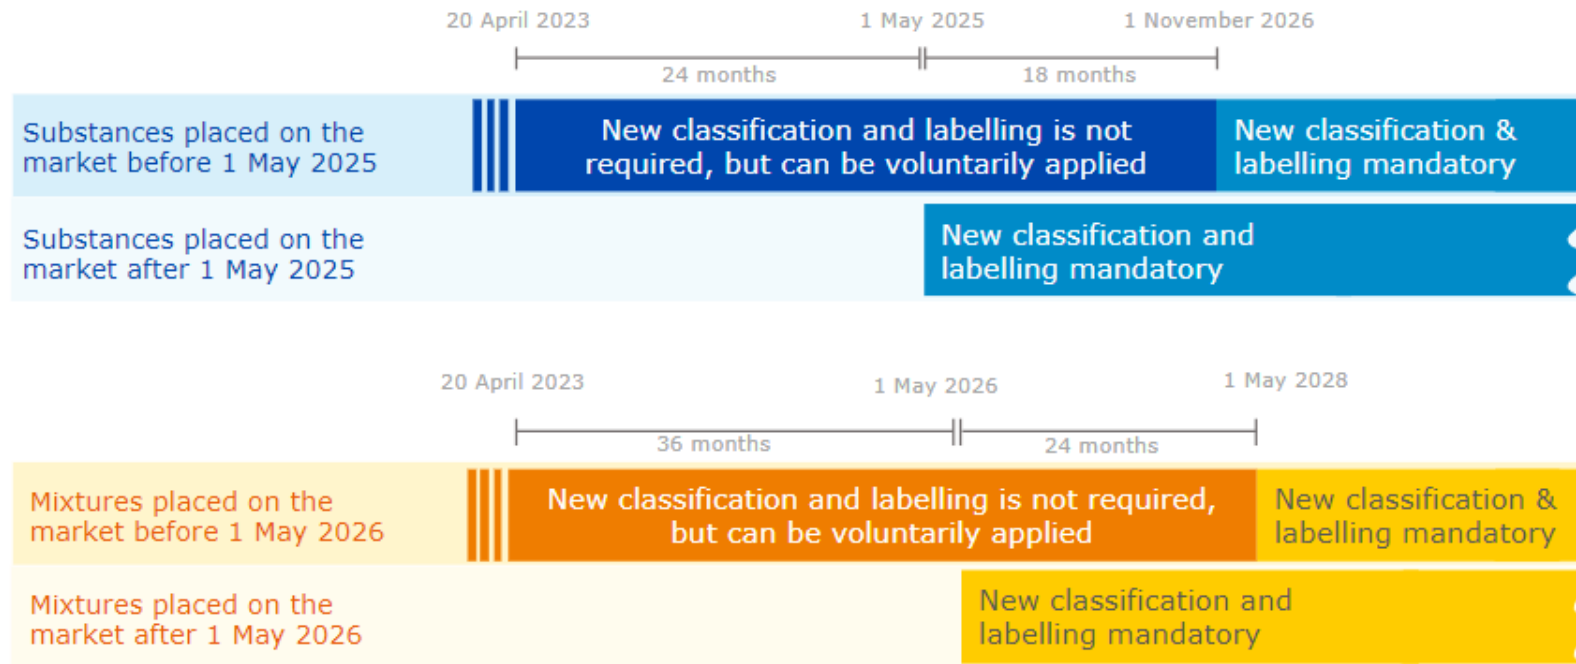 20 April 2023
1 May 2025
1 November 2026
24 months
18 months
Substances placed on the
market before 1 May 2025
New classification and labelling is not
required, but can be voluntarily applied
New classification &
labelling mandatory
Substances placed on the
market after 1 May 2025
New classification and
labelling mandatory
20 April 2023
1 May 2026
1 May 2028
36 months
24 months
Mixtures placed on the
market before 1 May 2026
New classification and labelling is not required,
but can be voluntarily applied
New classification &
labelling mandatory
Mixtures placed on the
market after 1 May 2026
New classification and
labelling mandatory